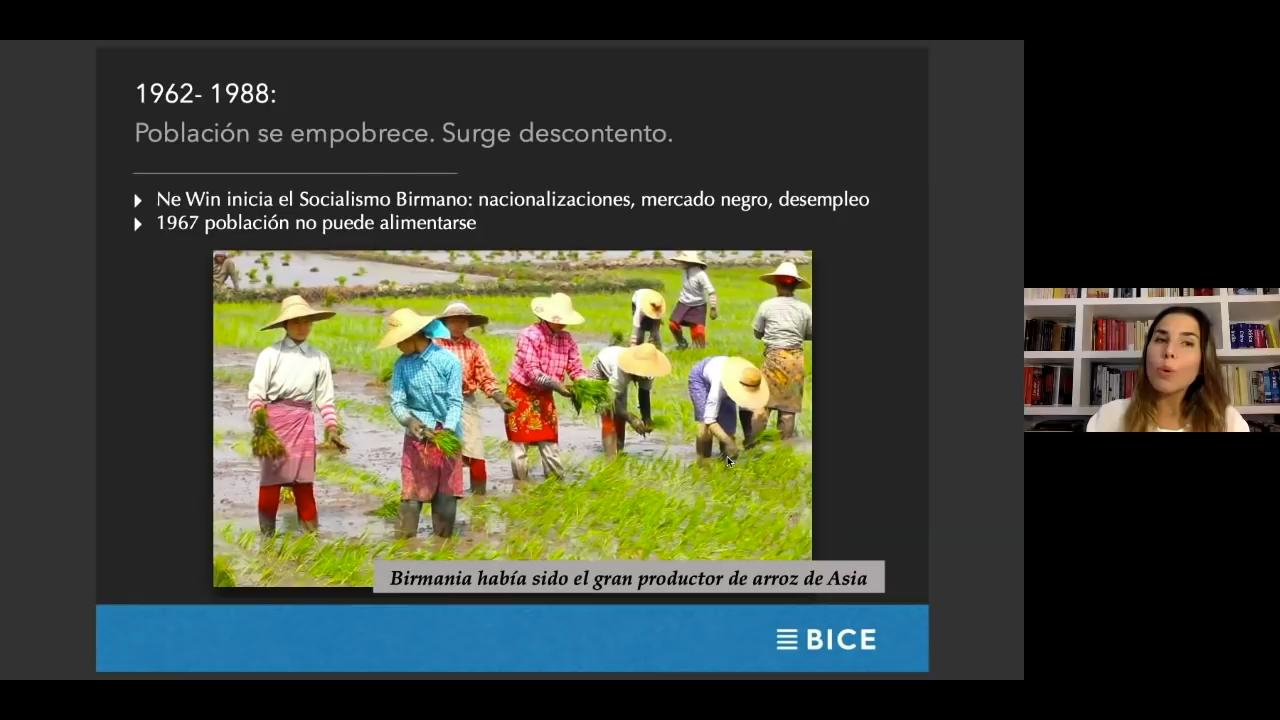 1962- 1988:
Población se empobrece. Surge descontento.
Ne Win inicia el Socialismo Birmano: nacionalizaciones, mercado negro, desempleo
1967 población no puede alimentarse
Birmania había sido el gran productor de arroz de Asia
BICE